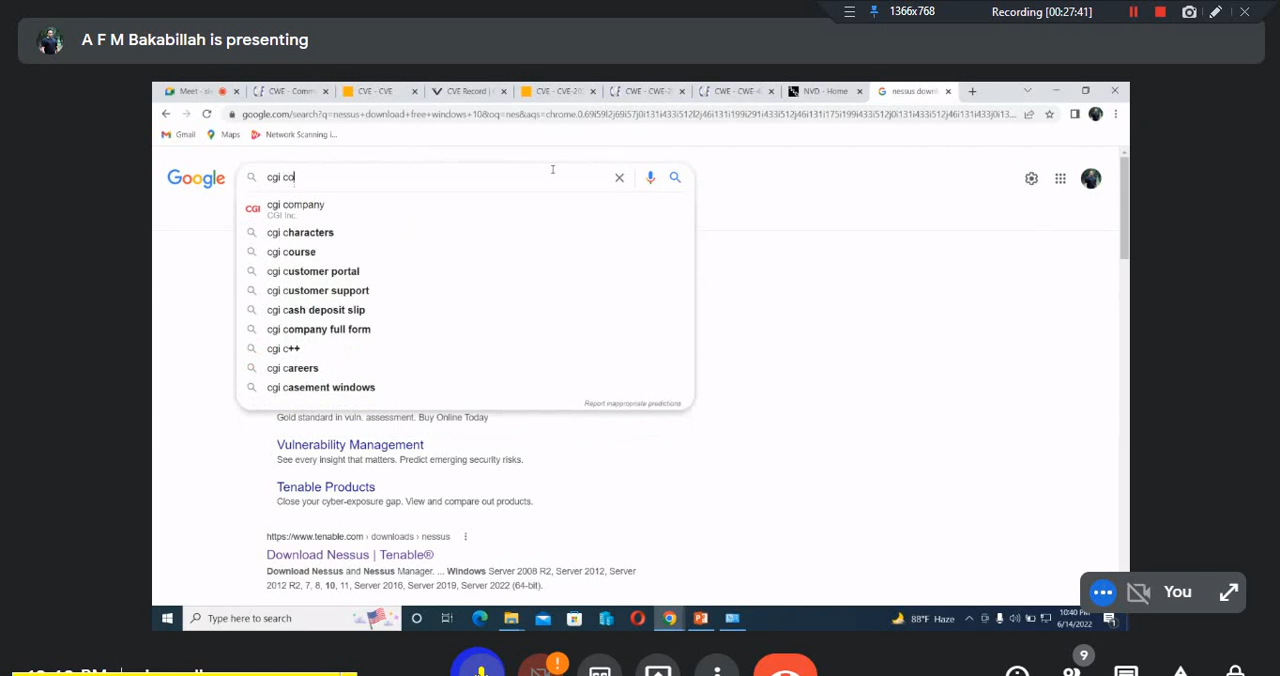 1366x768
Recording [00:27:41]
A F M Bakabillah is presenting
Meet - si
CWE - Comm
CVE - CVE
CVE Record |
CVE - CVE-20
CWE - CWE-2
CWE - CWE-4
NVD - Home
nessus down
google.com/search?q=nessus+download+free+windows+10&oq=nes&aqs=chrome.0.69i59l2j69i57j0i131i433i512l2j46i131i199i291i433i512j46i131i175i199i433i512j0i131i433i512j46i131i433j0i13...
Gmail
Maps
Network Scanning i...
Google
cgi co
cgi company
CGI Inc.
CGI
cgi characters
cgi course
cgi customer portal
cgi customer support
cgi cash deposit slip
cgi company full form
cgi c++
cgi careers
cgi casement windows
Report inappropriate predictions
Gold standard in vuln. assessment. Buy Online Today
Vulnerability Management
See every insight that matters. Predict emerging security risks.
Tenable Products
Close your cyber-exposure gap. View and compare out products.
https://www.tenable.com › downloads › nessus
Download Nessus | Tenable®
Download Nessus and Nessus Manager. ... Windows Server 2008 R2, Server 2012, Server
2012 R2, 7, 8, 10, 11, Server 2016, Server 2019, Server 2022 (64-bit).
You
Type here to search
88°F Haze
10:40 PM
6/14/2022
9